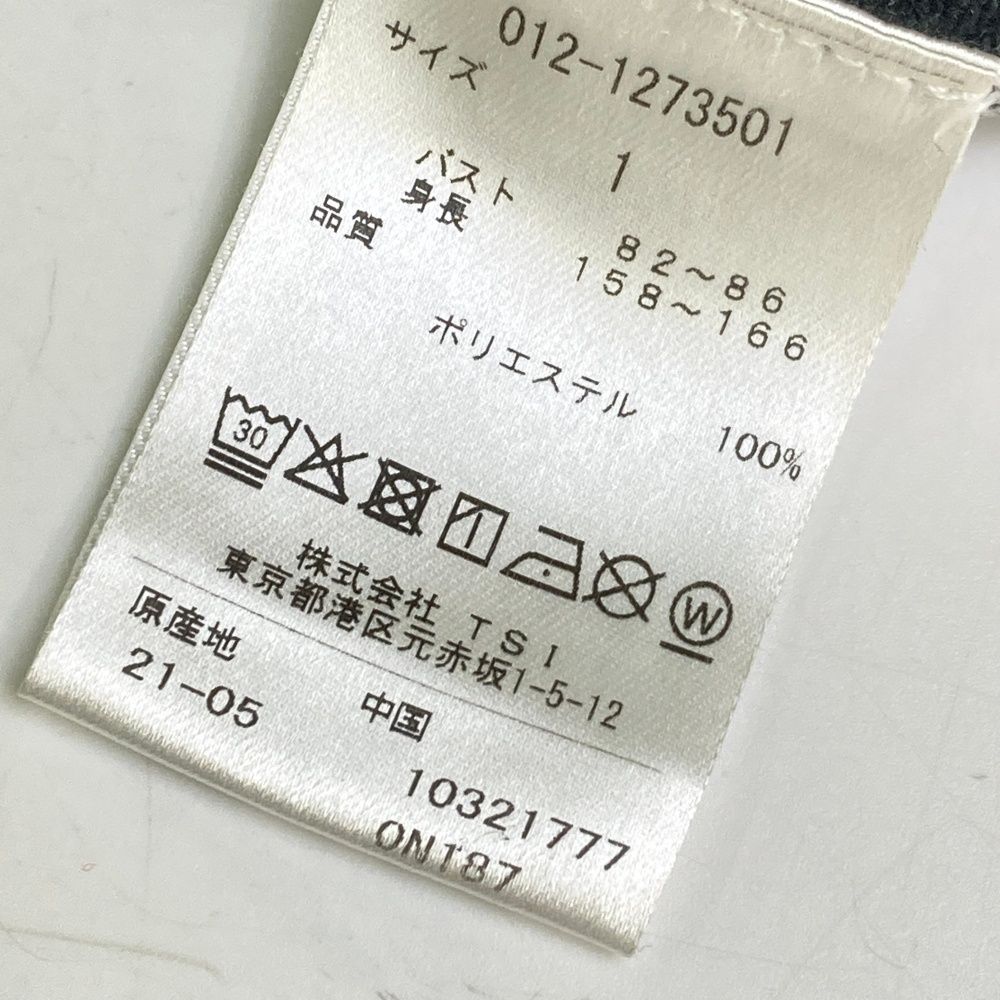 012-1273501
サイズ 1
バスト 82〜86
身長 158〜166
品質
ポリエステル 100%
30
W
株式会社 TSI
東京都港区元赤坂1-5-12
原産地 中国
21-05
10321777
0N187